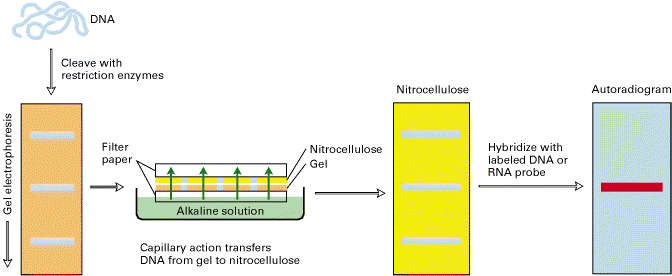 DNA
Cleave with
restriction enzymes
Gel electrophoresis
Filter
paper
Nitrocellulose
Gel
Alkaline solution
Capillary action transfers
DNA from gel to nitrocellulose
Nitrocellulose
Hybridize with
labeled DNA or
RNA probe
Autoradiogram